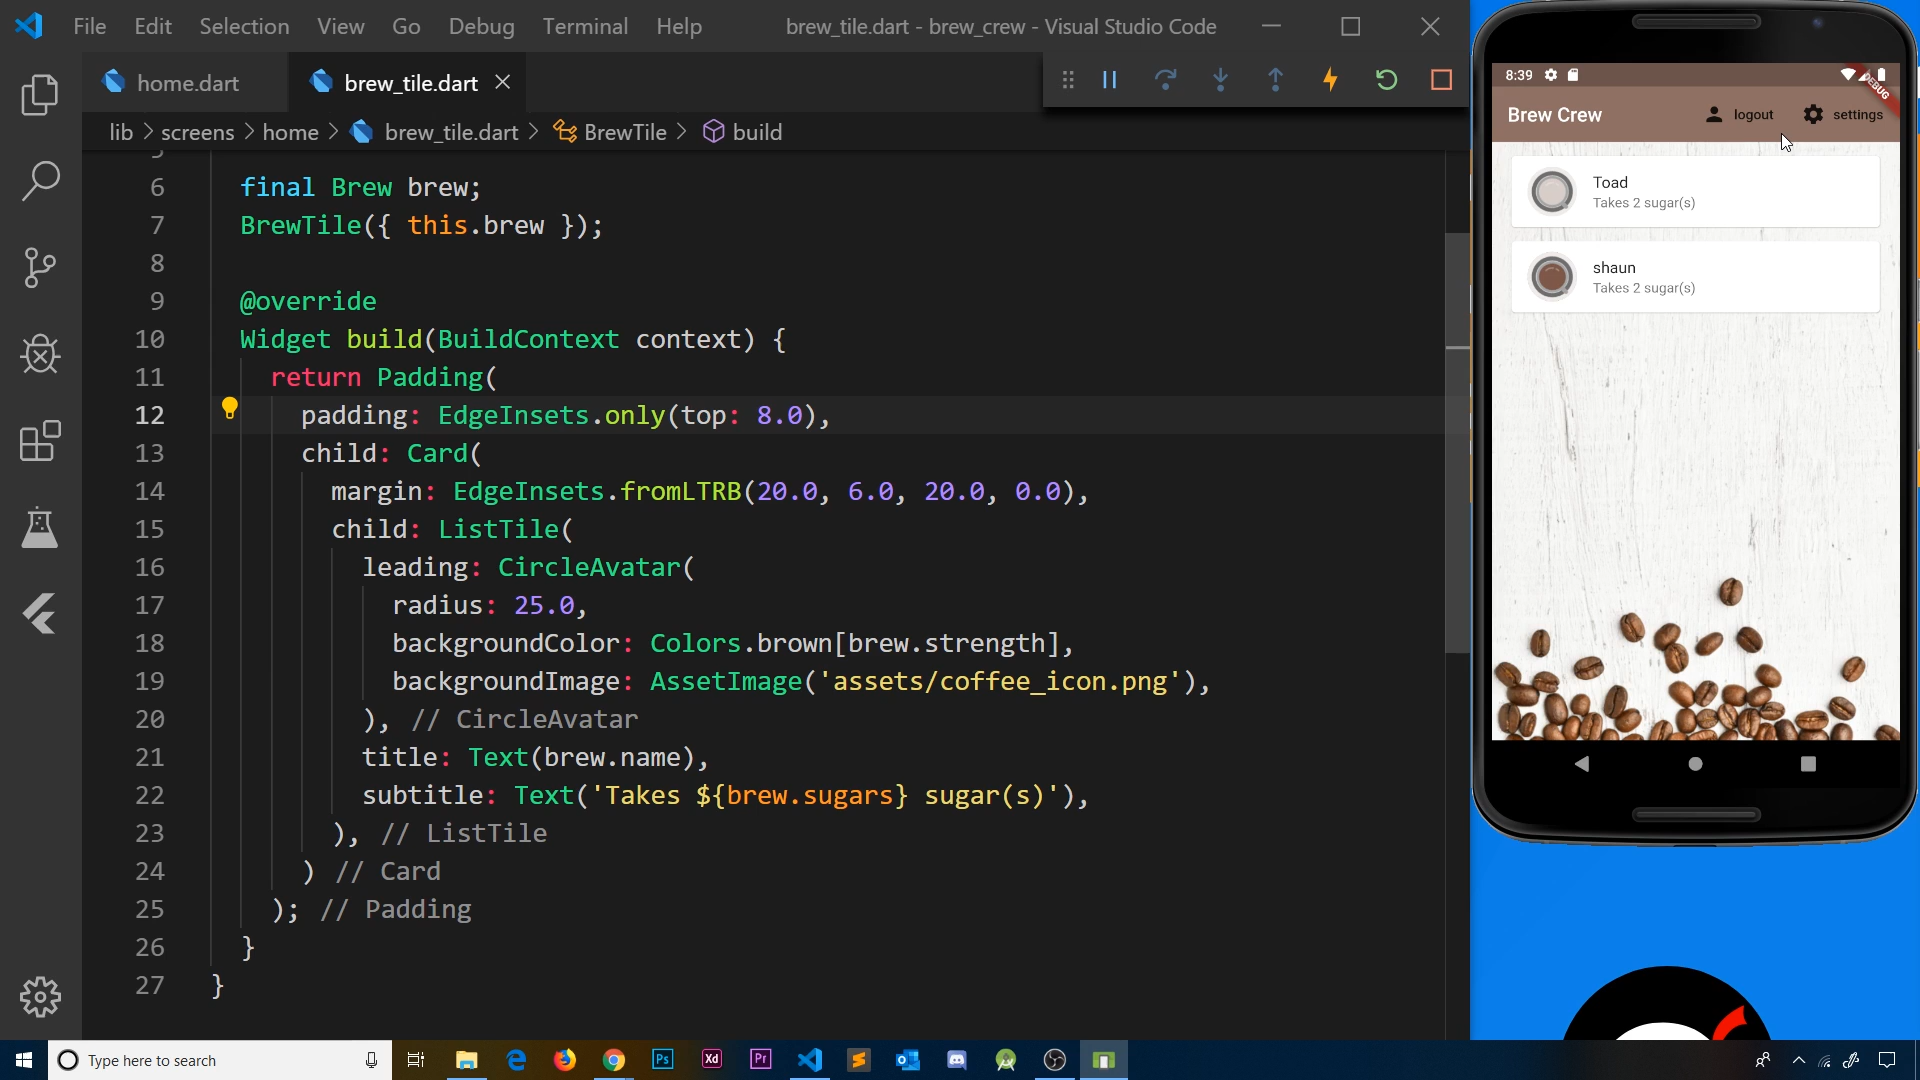 File Edit Selection View Go Debug Terminal Help
brew_tile.dart - brew_crew - Visual Studio Code
home.dart
brew_tile.dart
lib > screens > home > brew_tile.dart > BrewTile > build
6 final Brew brew;
7 BrewTile({ this.brew });
8
9 @override
10 Widget build(BuildContext context) {
11 return Padding(
12 padding: EdgeInsets.only(top: 8.0),
13 child: Card(
14 margin: EdgeInsets.fromLTRB(20.0, 6.0, 20.0, 0.0),
15 child: ListTile(
16 leading: CircleAvatar(
17 radius: 25.0,
18 backgroundColor: Colors.brown[brew.strength],
19 backgroundImage: AssetImage('assets/coffee_icon.png'),
20 ), // CircleAvatar
21 title: Text(brew.name),
22 subtitle: Text('Takes ${brew.sugars} sugar(s)'),
23 ), // ListTile
24 ) // Card
25 ); // Padding
26 }
27 }
8:39
DEBUG
Brew Crew
logout
settings
Toad
Takes 2 sugar(s)
shaun
Takes 2 sugar(s)
Type here to search
Ps
Xd
Pr